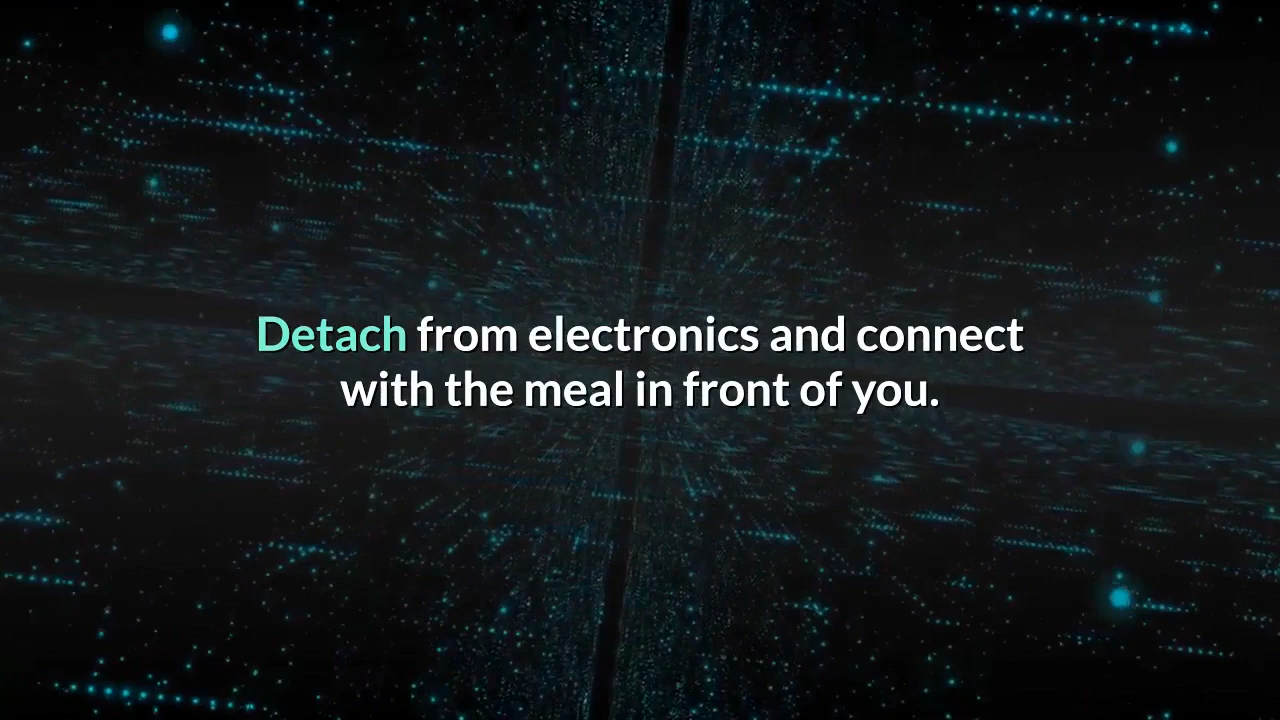 Detach from electronics and connect
with the meal in front of you.